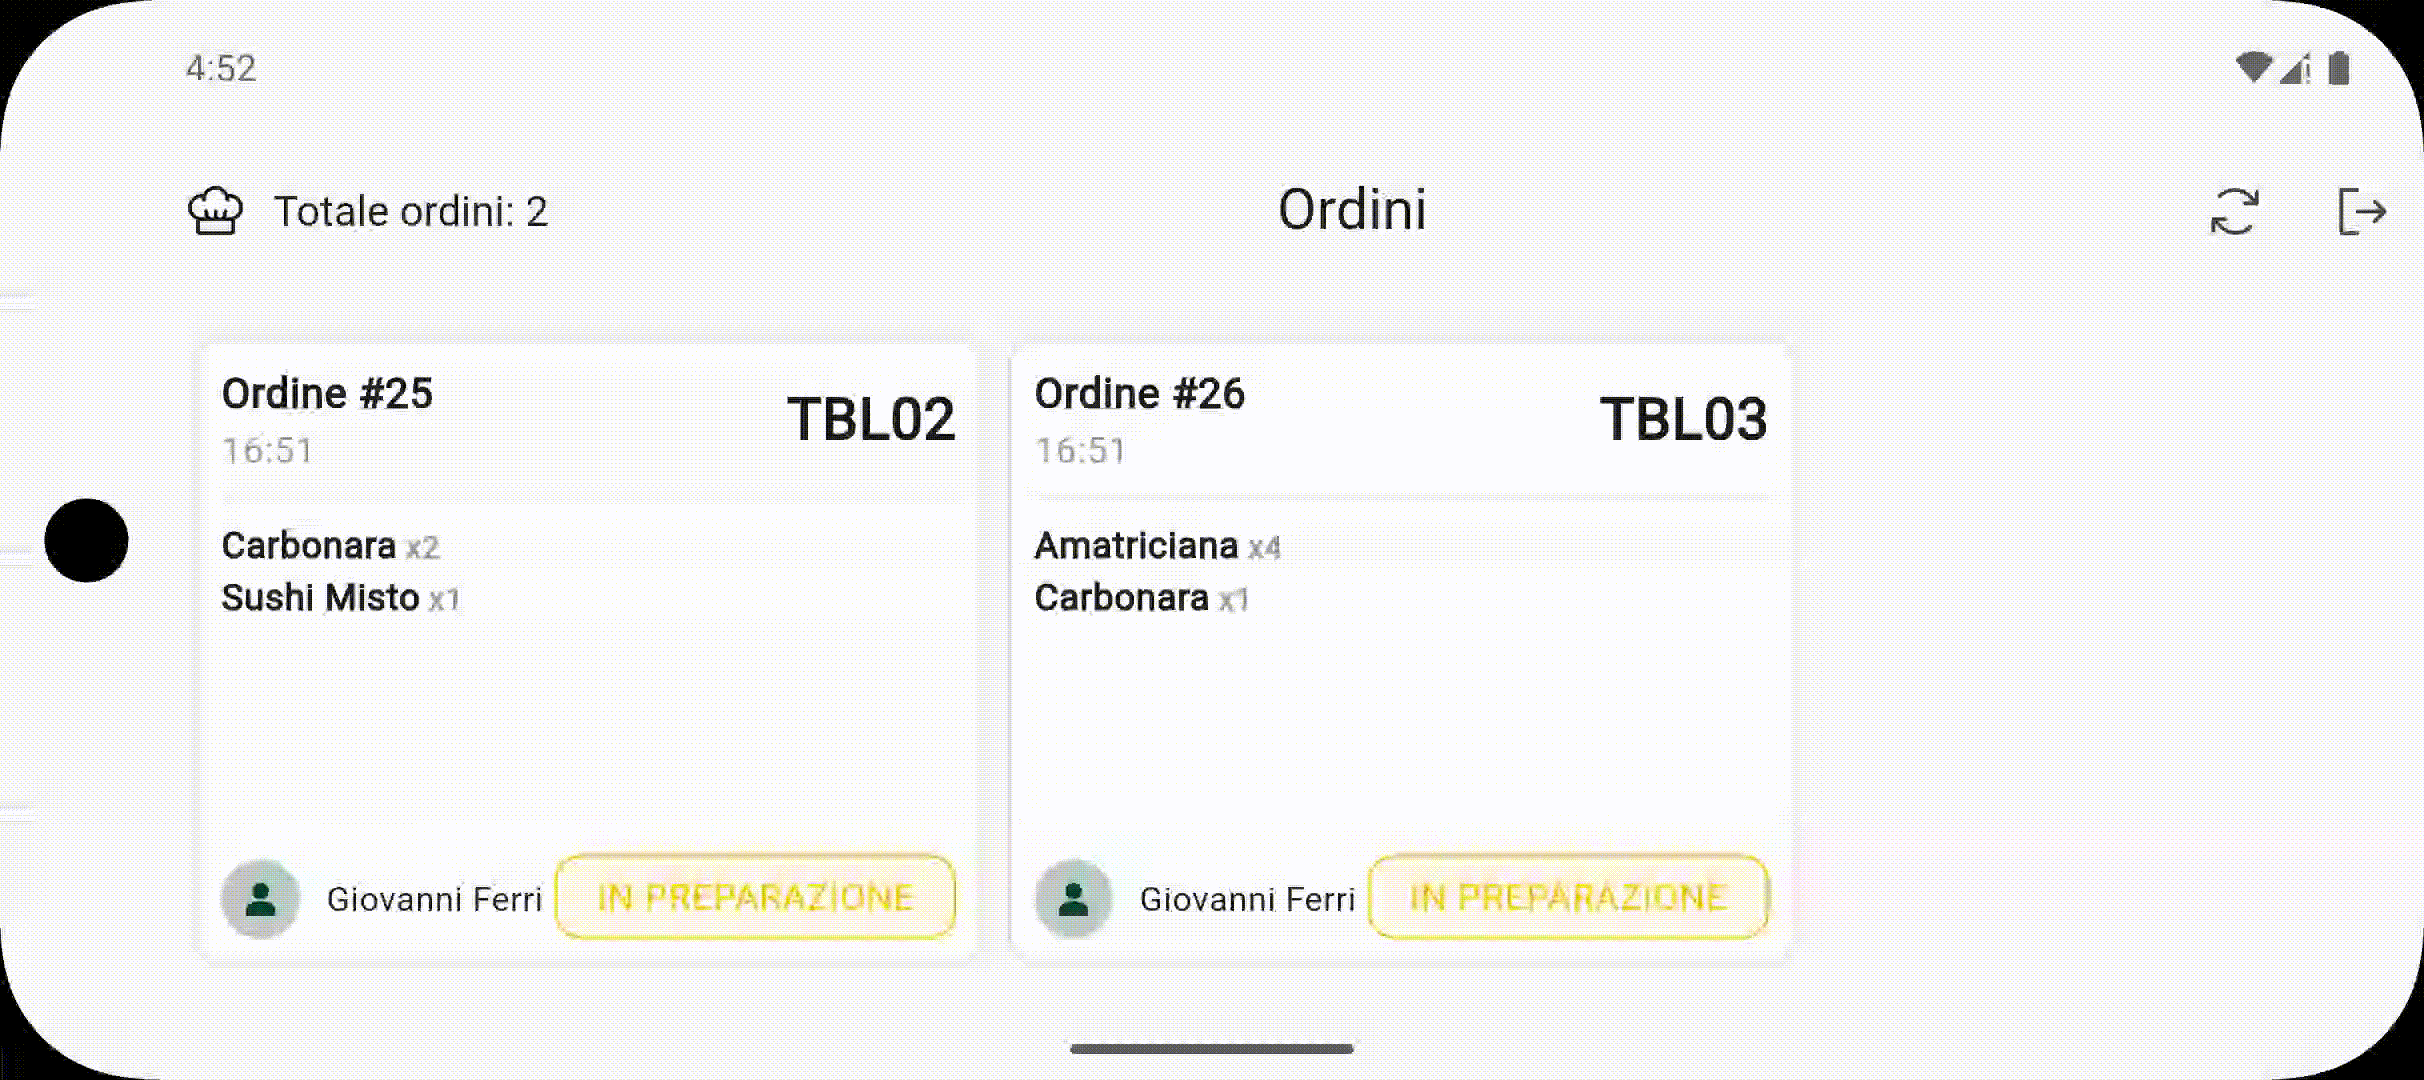 4:52
Totale ordini: 2
Ordini
Ordine #25
16:51
TBL02
Carbonara x2
Sushi Misto x1
Giovanni Ferri
IN PREPARAZIONE
Ordine #26
16:51
TBL03
Amatriciana x4
Carbonara x1
Giovanni Ferri
IN PREPARAZIONE